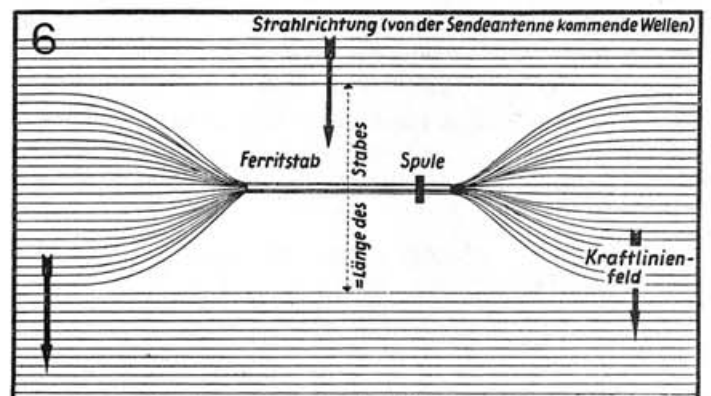 6
Strahlrichtung (von der Sendeantenne kommende Wellen)
Ferritstab
=Länge des Stabes
Spule
Kraftlinien-
feld